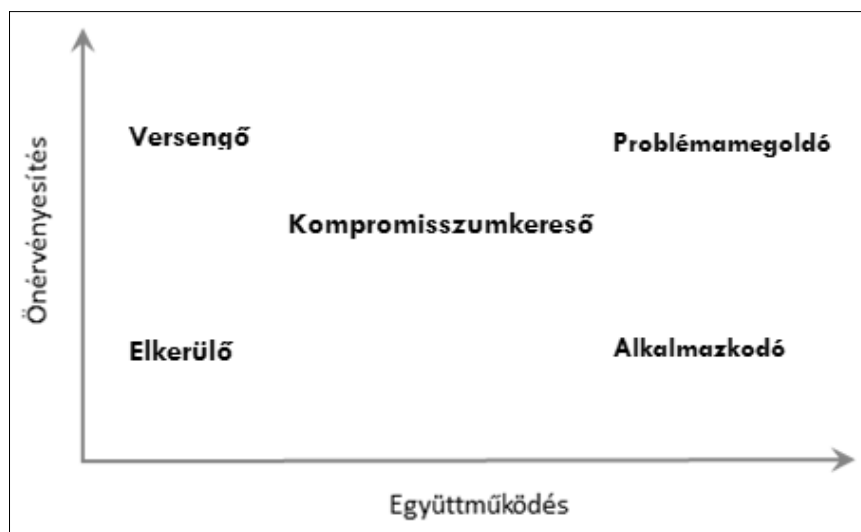 Önérvényesítés
Versengő
Problémamegoldó
Kompromisszumkereső
Elkerülő
Alkalmazkodó
Együttműködés